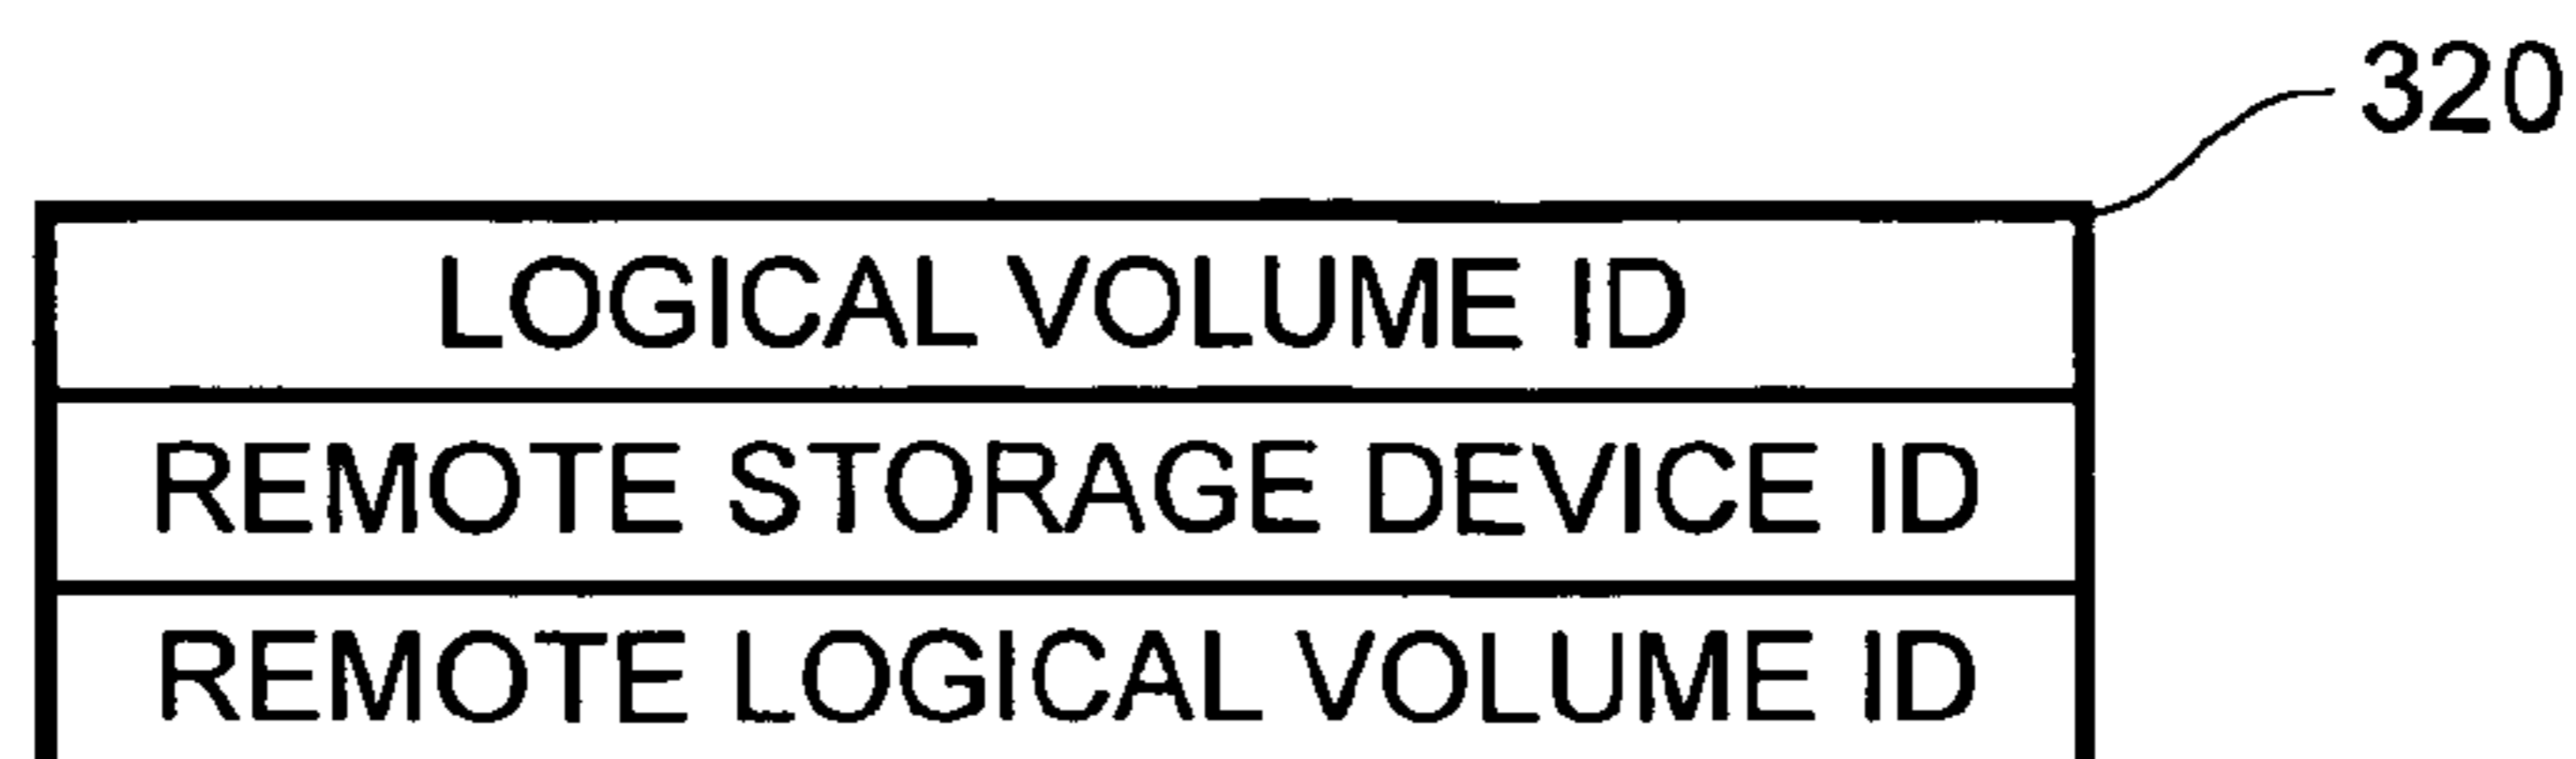 320
LOGICAL VOLUME ID
REMOTE STORAGE DEVICE ID
REMOTE LOGICAL VOLUME ID